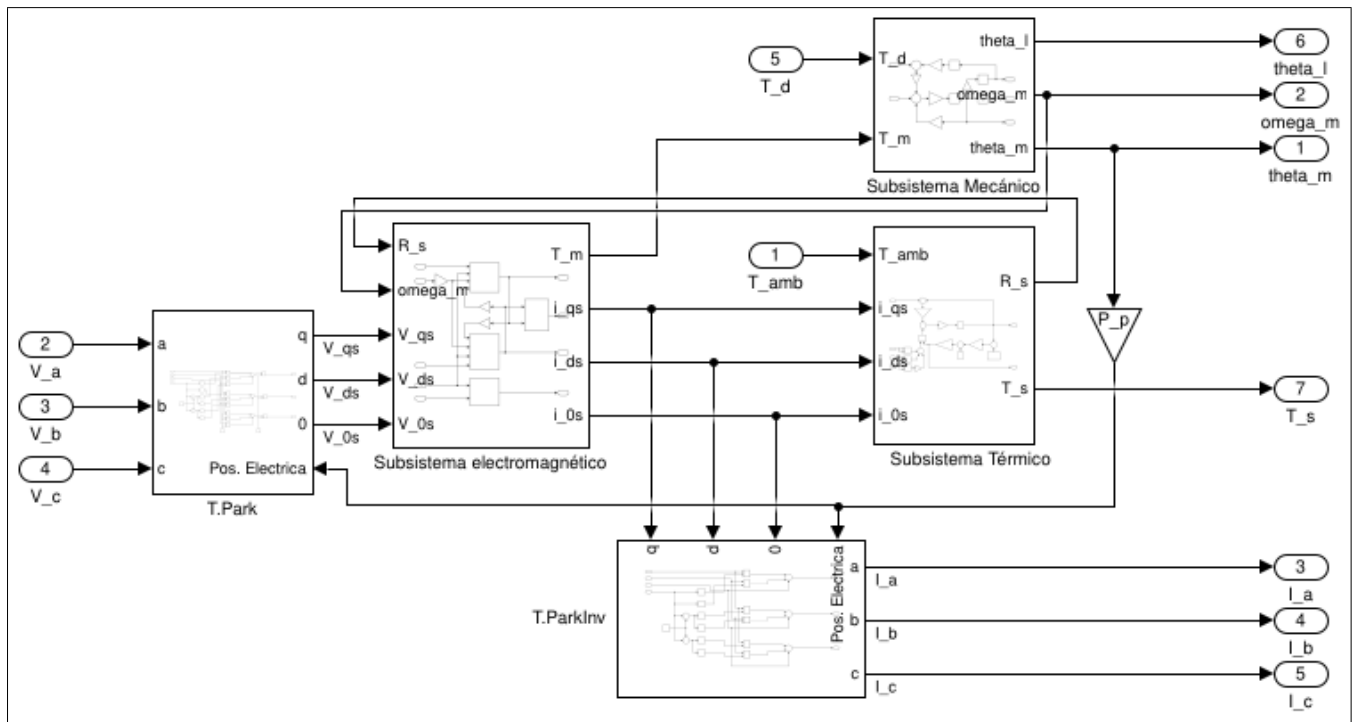 theta_l
6
theta_l
5
T_d
T_d
omega_m
2
omega_m
T_m
theta_m
1
theta_m
Subsistema Mecánico
R_s
T_m
omega_m
1
T_amb
T_amb
R_s
P_p
i_qs
i_qs
2
V_a
a
q
V_qs
V_qs
i_ds
i_ds
3
V_b
b
d
V_ds
V_ds
T_s
7
T_s
i_0s
i_0s
4
V_c
c
0
V_0s
V_0s
Subsistema electromagnético
Subsistema Térmico
Pos. Electrica
T.Park
q
d
0
Pos. Electrica
a
I_a
3
I_a
T.ParkInv
b
I_b
4
I_b
c
I_c
5
I_c